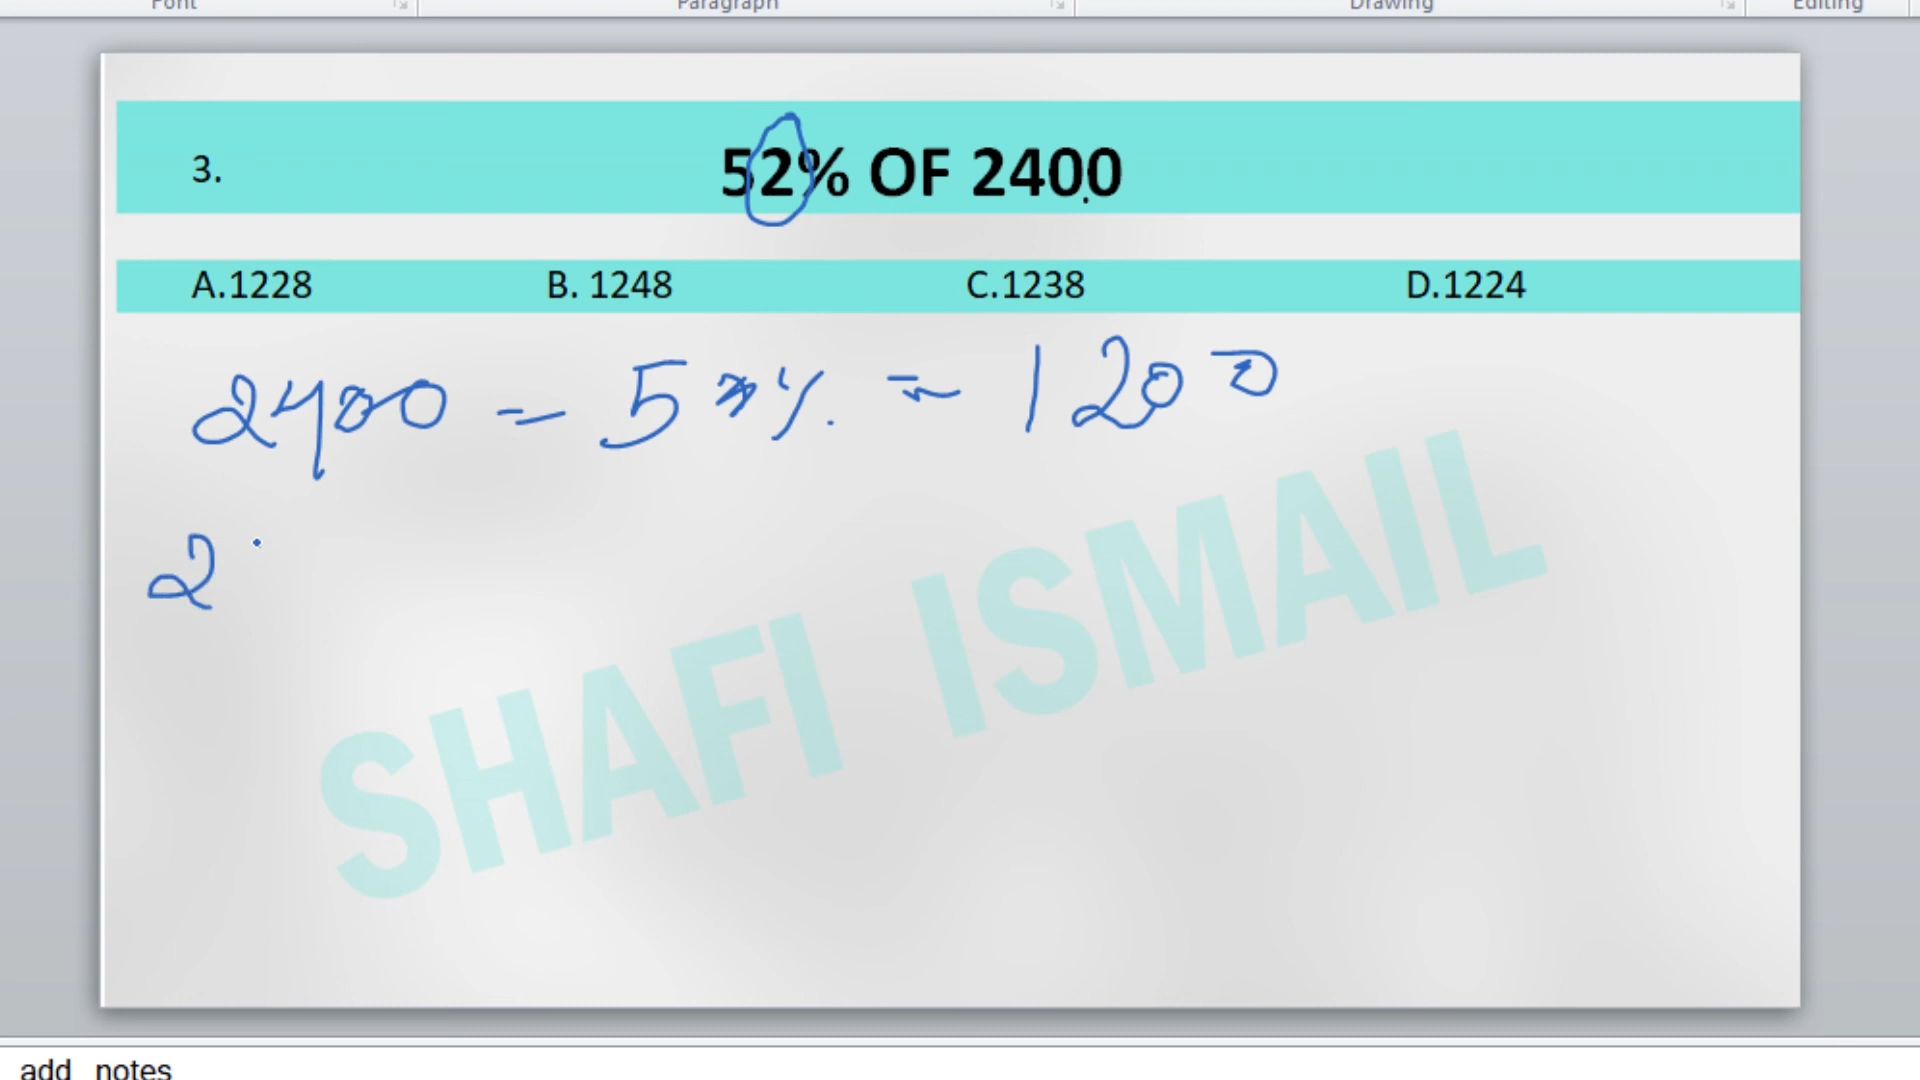 Font Paragraph Drawing Editing
3. 52% OF 2400
A.1228 B. 1248 C.1238 D.1224
2400 = 50% = 1200
2
SHAFI ISMAIL
add notes